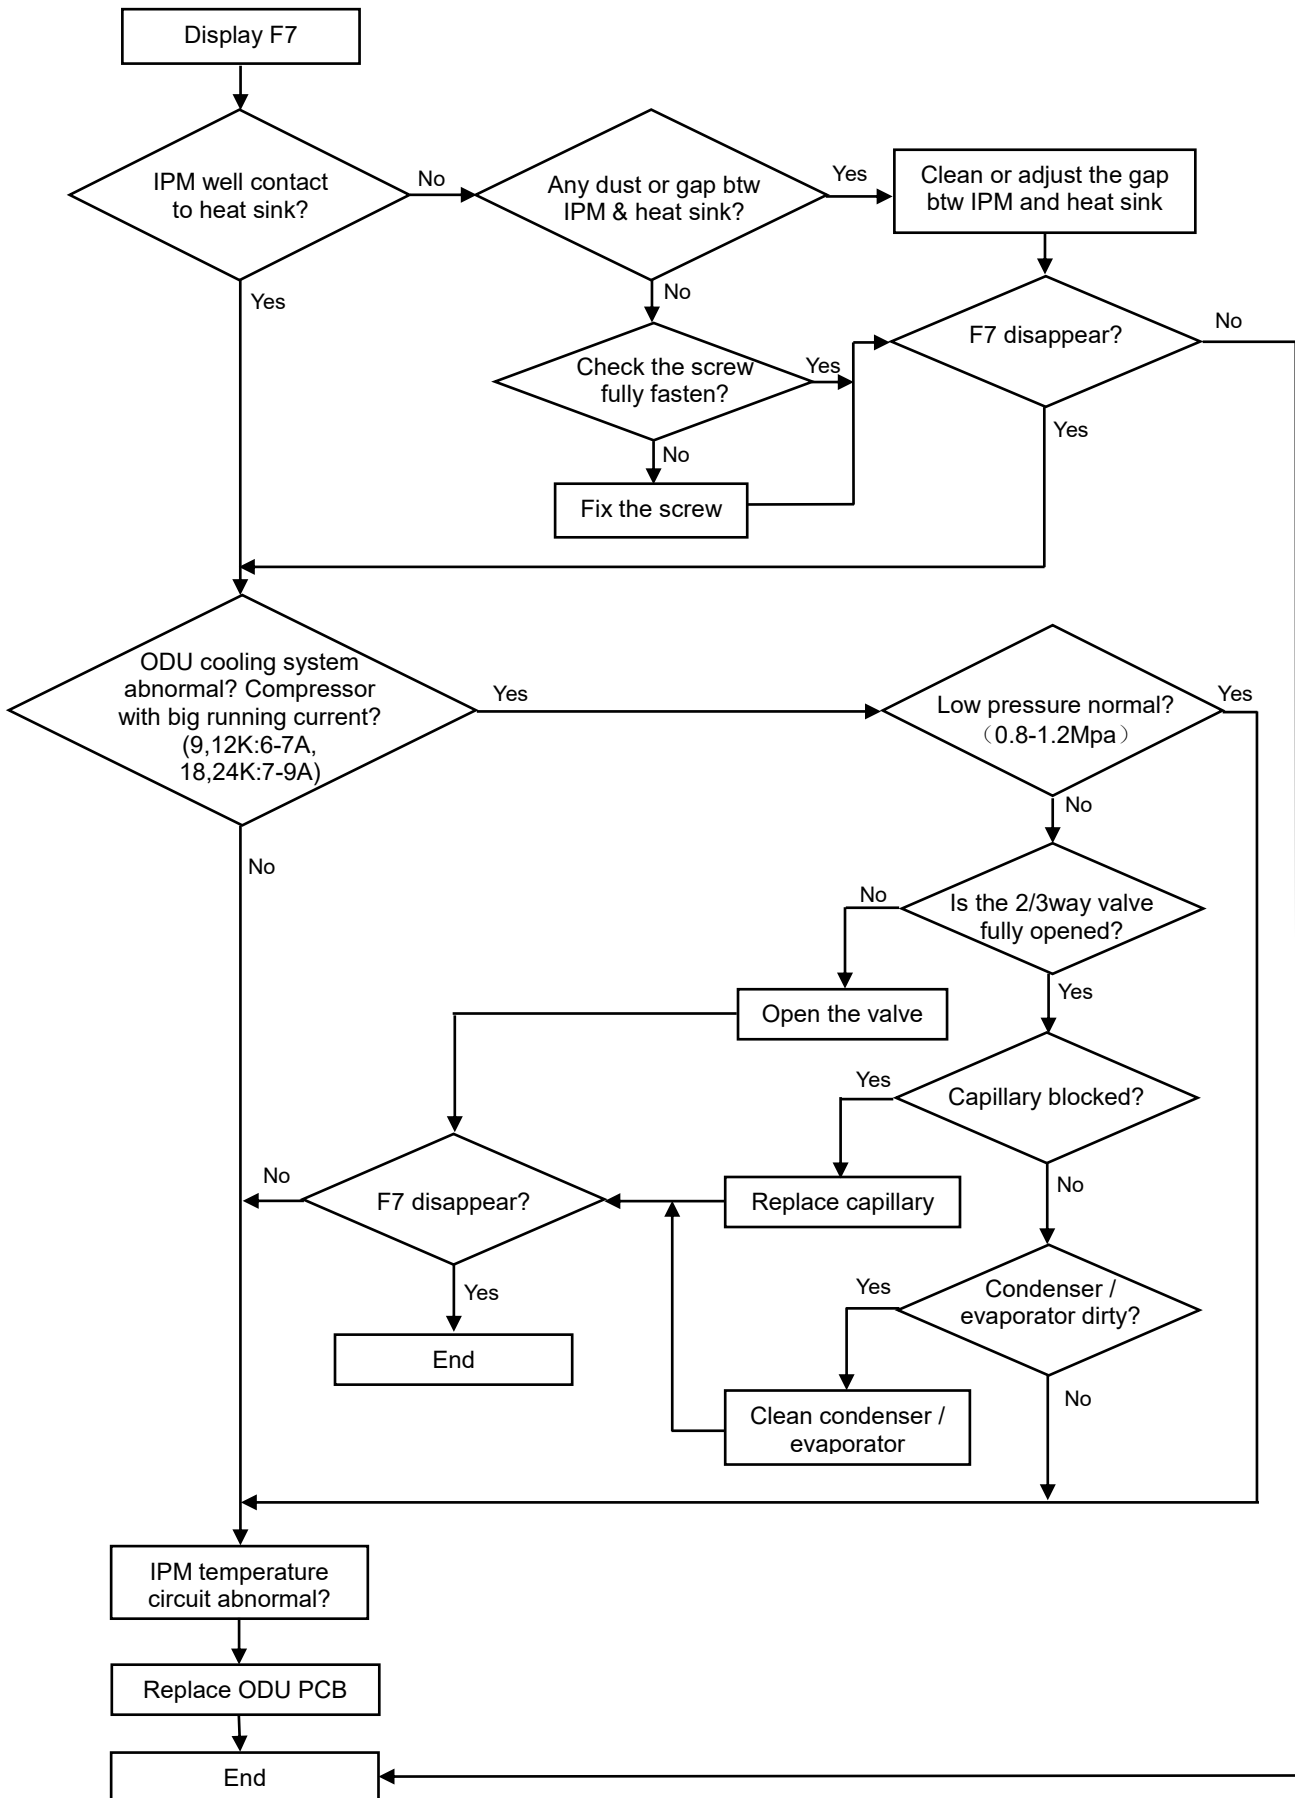 Display F7
IPM well contact
to heat sink?
No
Any dust or gap btw
IPM & heat sink?
Yes
Clean or adjust the gap
btw IPM and heat sink
Yes
No
F7 disappear?
No
Check the screw
fully fasten?
Yes
Yes
No
Fix the screw
ODU cooling system
abnormal? Compressor
with big running current?
(9,12K:6-7A,
18,24K:7-9A)
Yes
Low pressure normal?
（0.8-1.2Mpa）
Yes
No
No
Is the 2/3way valve
fully opened?
No
Yes
Open the valve
Capillary blocked?
Yes
No
Replace capillary
F7 disappear?
No
Yes
End
Condenser /
evaporator dirty?
Yes
No
Clean condenser /
evaporator
IPM temperature
circuit abnormal?
Replace ODU PCB
End